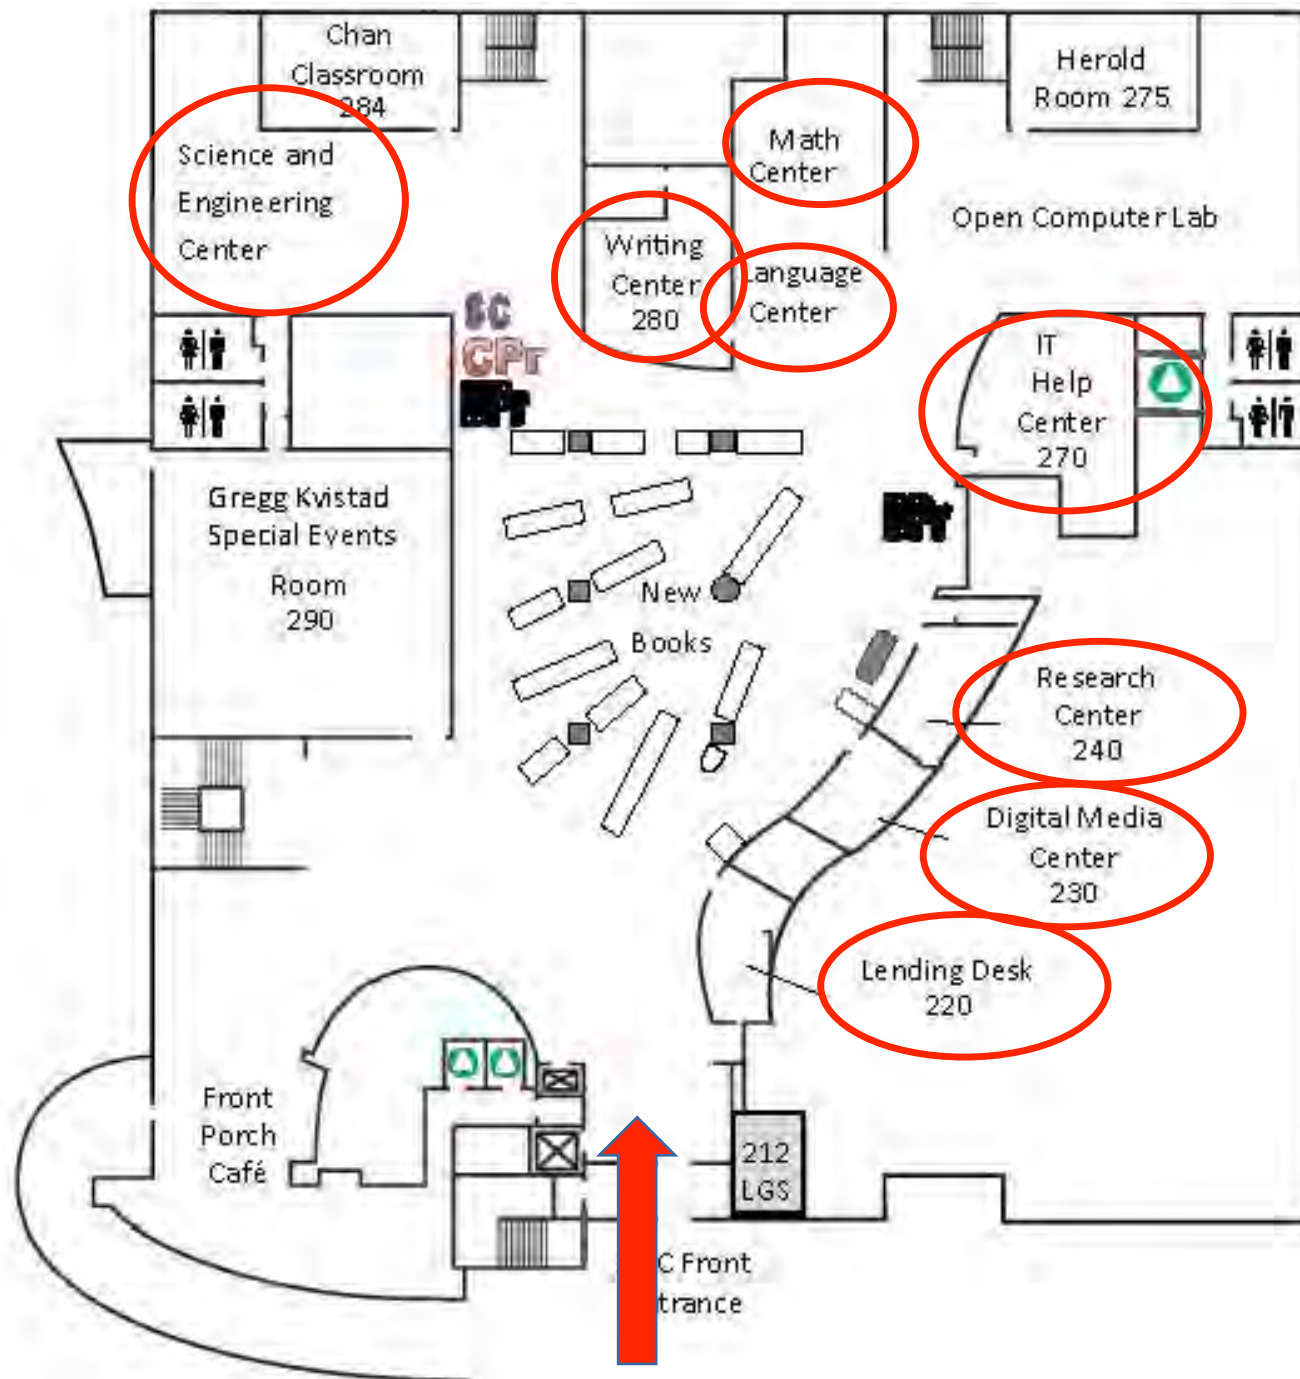 Chan
Classroom
284
Herold
Room 275
Science and
Engineering
Center
Math
Center
Open Computer Lab
Writing
Center
280
Language
Center
SC
CPr
IT
Help
Center
270
Gregg Kvistad
Special Events
Room
290
New
Books
Research
Center
240
Digital Media
Center
230
Lending Desk
220
Front
Porch
Café
212
LGS
C Front
trance